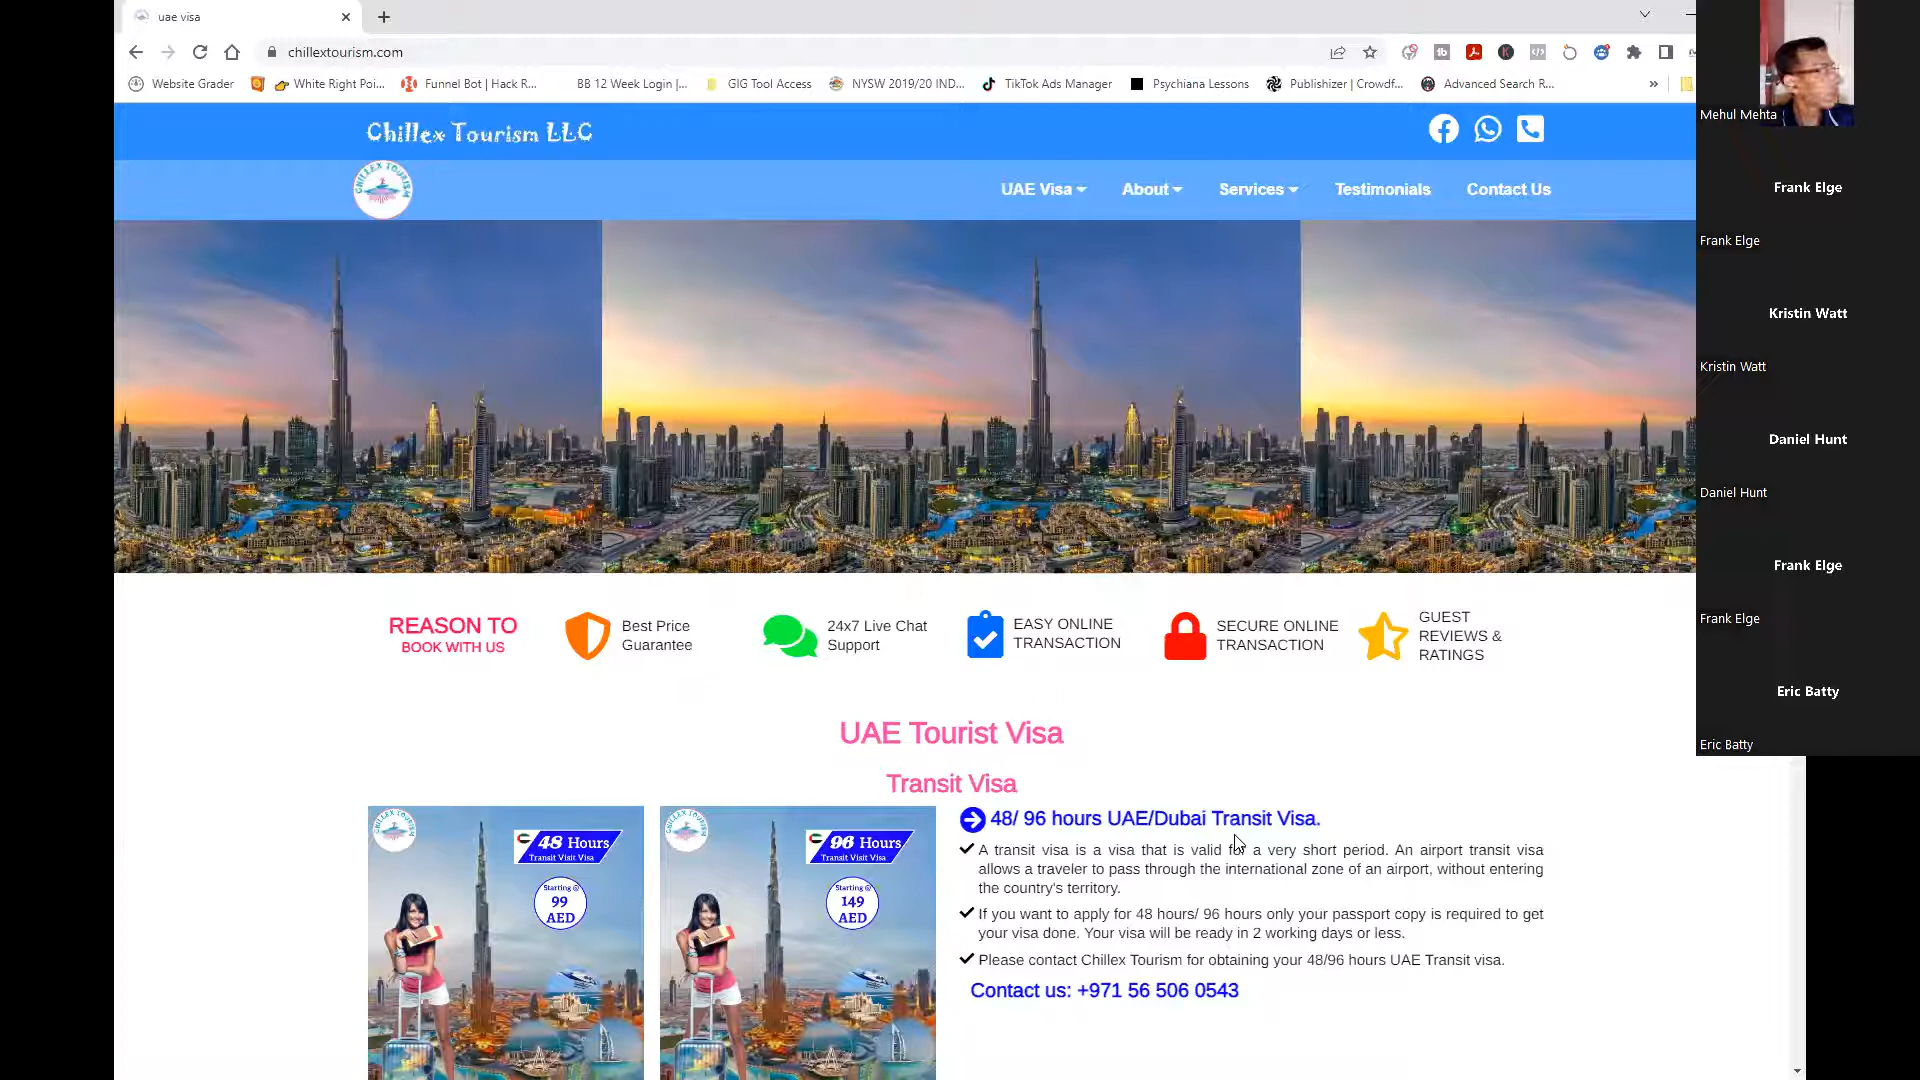 uae visa
chillextourism.com
Website Grader
White Right Poi...
Funnel Bot | Hack R...
BB 12 Week Login |...
GIG Tool Access
NYSW 2019/20 IND...
TikTok Ads Manager
Psychiana Lessons
Publishizer | Crowdf...
Advanced Search R...
»
Chillex Tourism LLC
CHILLEX TOURISM
UAE Visa
About
Services
Testimonials
Contact Us
REASON TO
BOOK WITH US
Best Price
Guarantee
24x7 Live Chat
Support
EASY ONLINE
TRANSACTION
SECURE ONLINE
TRANSACTION
GUEST
REVIEWS &
RATINGS
UAE Tourist Visa
Transit Visa
CHILLEX TOURISM
48 Hours
Transit Visit Visa
Starting @
99
AED
CHILLEX TOURISM
96 Hours
Transit Visit Visa
Starting @
149
AED
48/ 96 hours UAE/Dubai Transit Visa.
A transit visa is a visa that is valid for a very short period. An airport transit visa
allows a traveler to pass through the international zone of an airport, without entering
the country's territory.
If you want to apply for 48 hours/ 96 hours only your passport copy is required to get
your visa done. Your visa will be ready in 2 working days or less.
Please contact Chillex Tourism for obtaining your 48/96 hours UAE Transit visa.
Contact us: +971 56 506 0543
Mehul Mehta
Frank Elge
Frank Elge
Kristin Watt
Kristin Watt
Daniel Hunt
Daniel Hunt
Frank Elge
Frank Elge
Eric Batty
Eric Batty